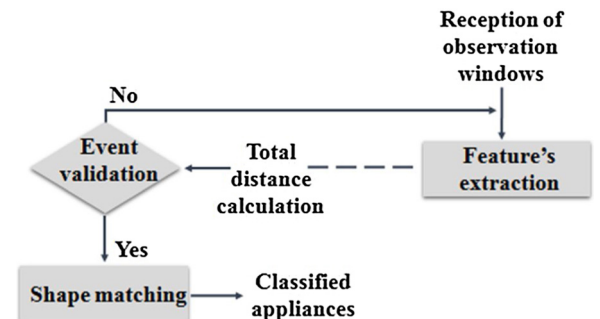 Reception of
observation
windows
No
Event
validation
Total
distance
calculation
Feature's
extraction
Yes
Shape matching
Classified
appliances